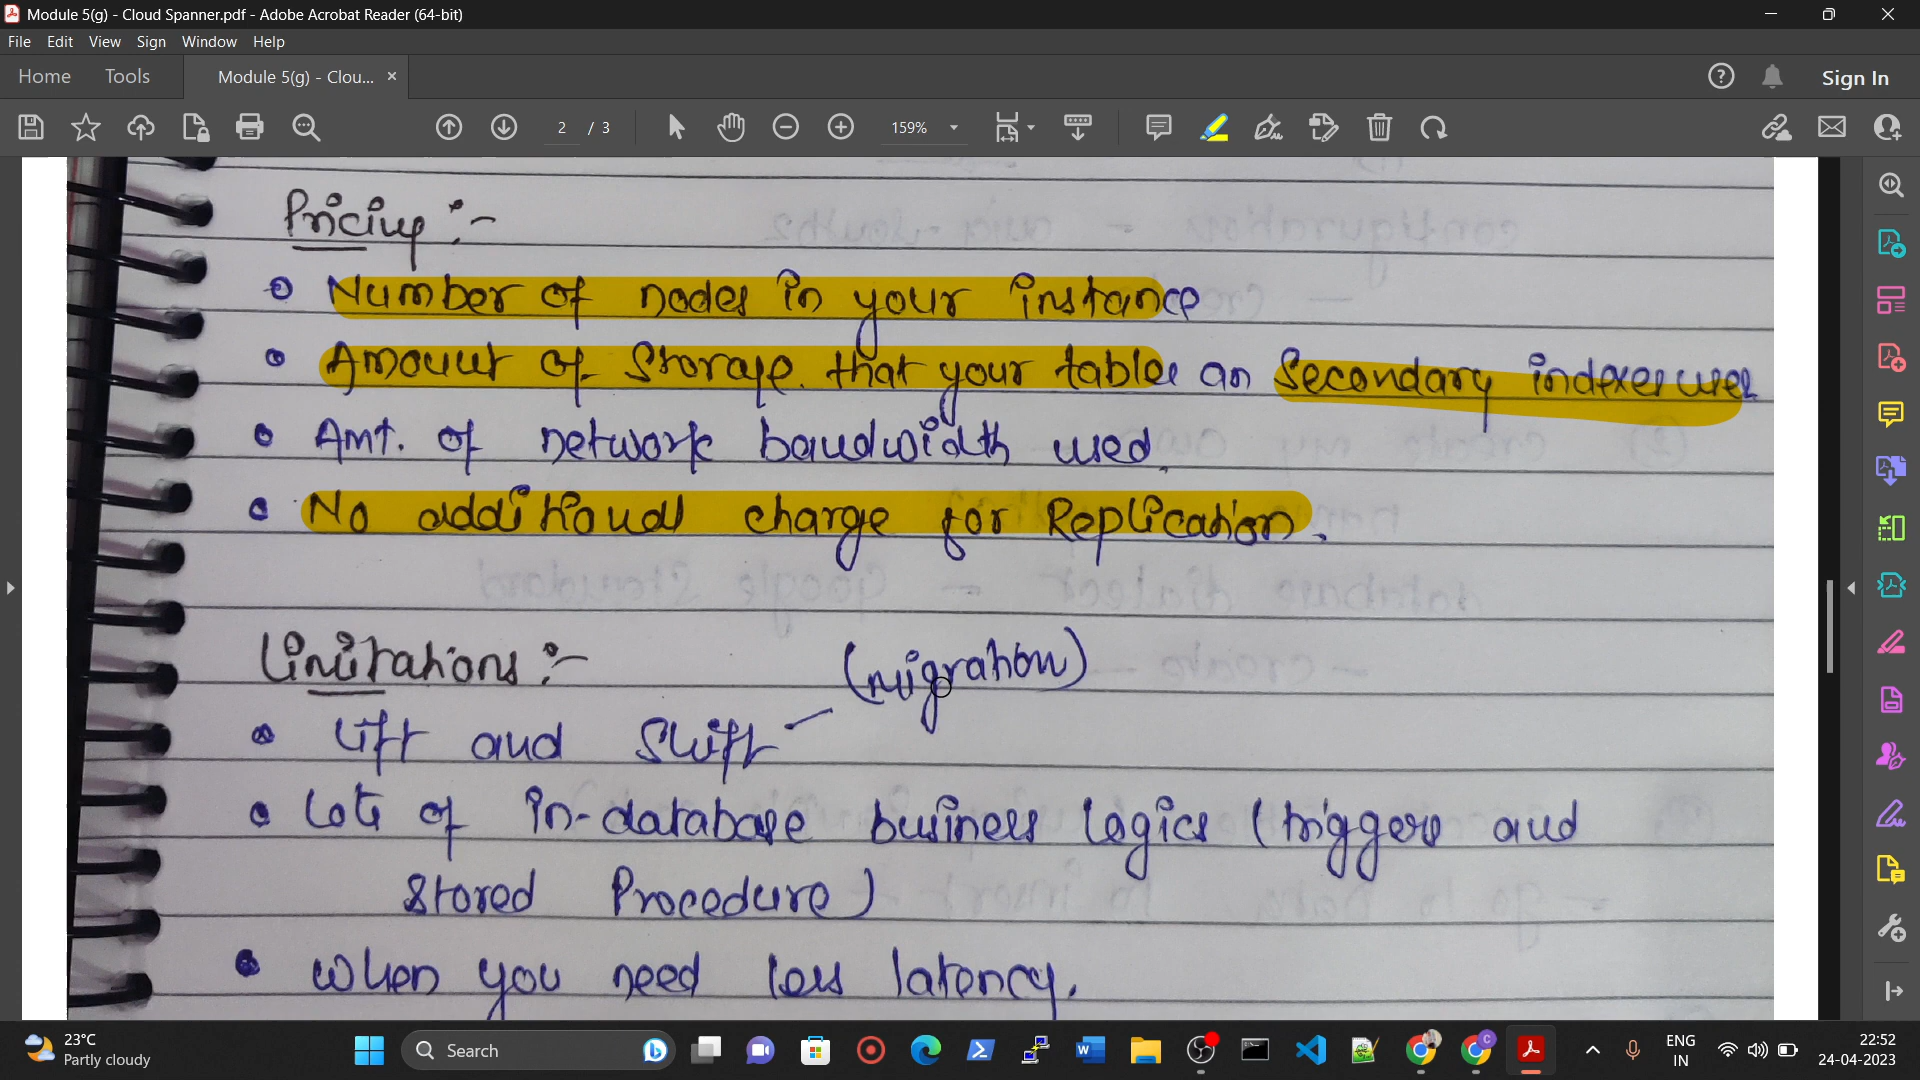 Module 5(g) - Cloud Spanner.pdf - Adobe Acrobat Reader (64-bit)
File Edit View Sign Window Help
Home Tools Module 5(g) - Clou... Sign In
2 / 3 159%
Pricing :-
Number of nodes in your instance
Amount of Storage. that your tables an Secondary indexes uses
Amt. of network bandwidth used.
No additional charge for Replication.
Limitations :- (migration)
Lift and Shift -
Lots of in-database business logics (triggers and
Stored Procedure)
When you need less latency.
23°C
Partly cloudy
Search
ENG
IN
22:52
24-04-2023